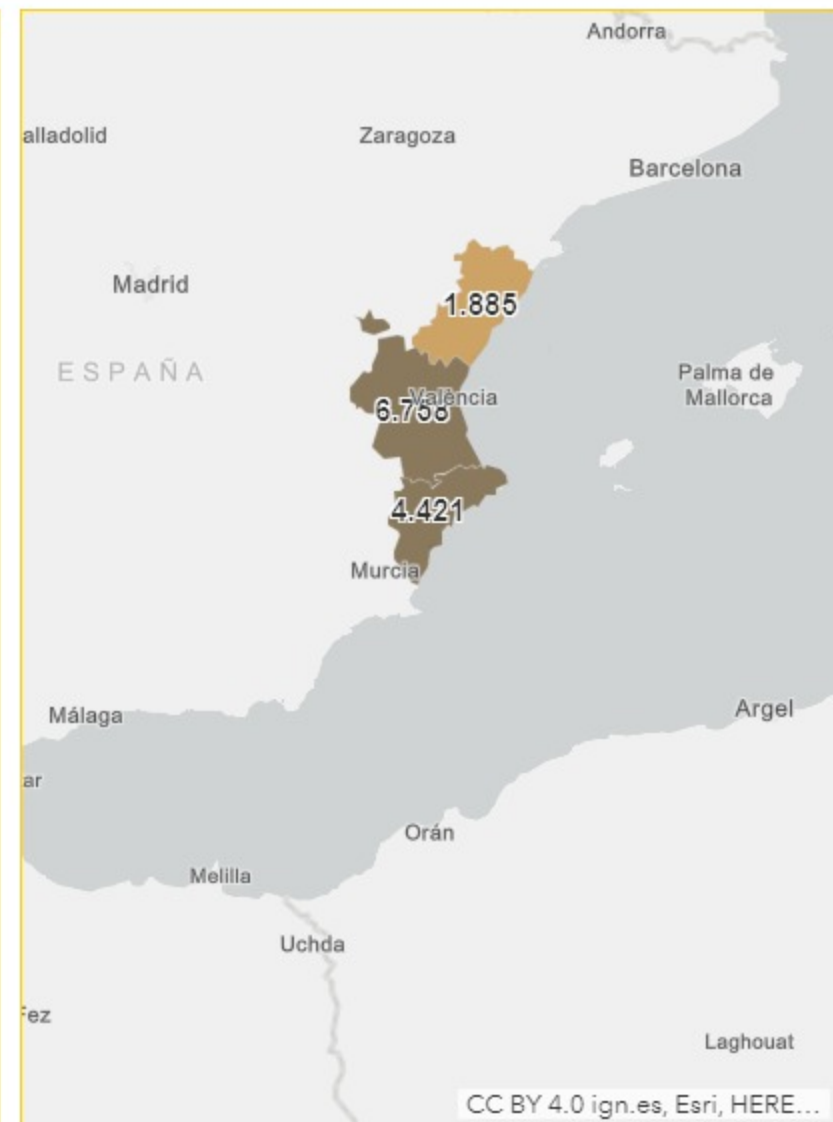 Andorra
alladolid
Zaragoza
Barcelona
Madrid
1.885
ESPAÑA
Palma de
Mallorca
València
6.758
4.421
Murcia
Málaga
Argel
ar
Orán
Melilla
Uchda
Fez
Laghouat
CC BY 4.0 ign.es, Esri, HERE...